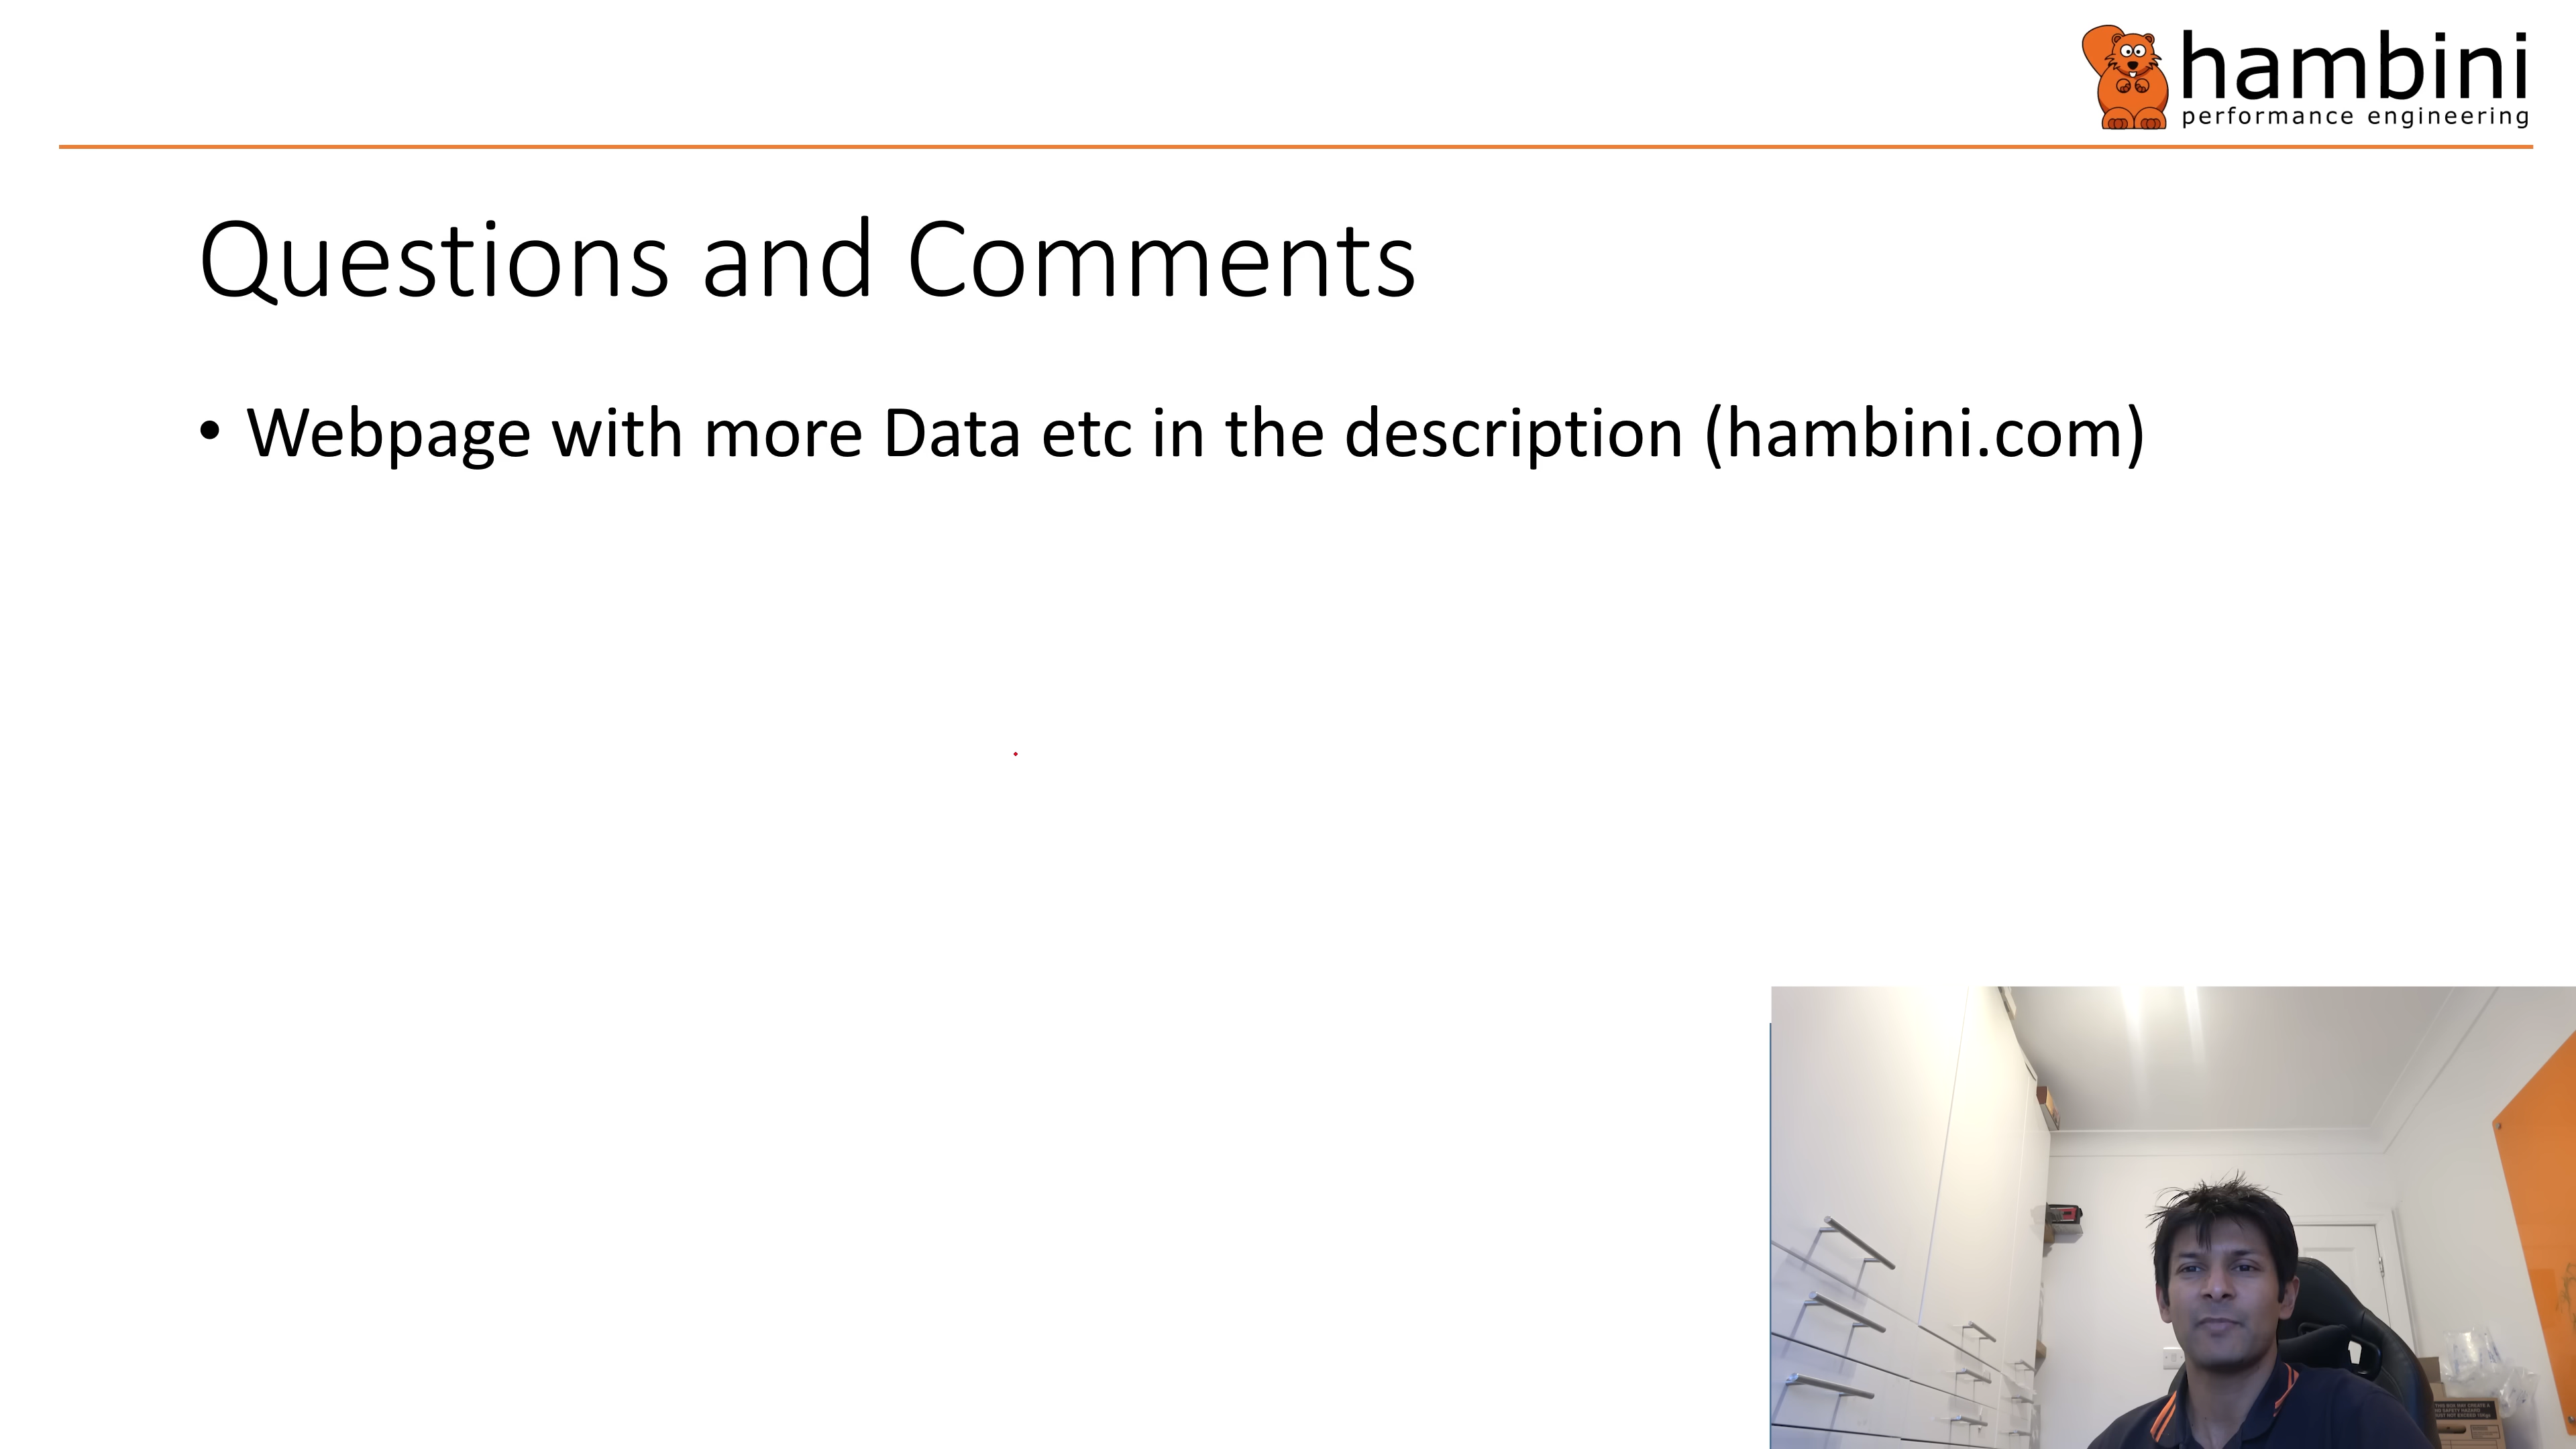 hambini
performance engineering
Questions and Comments
• Webpage with more Data etc in the description (hambini.com)